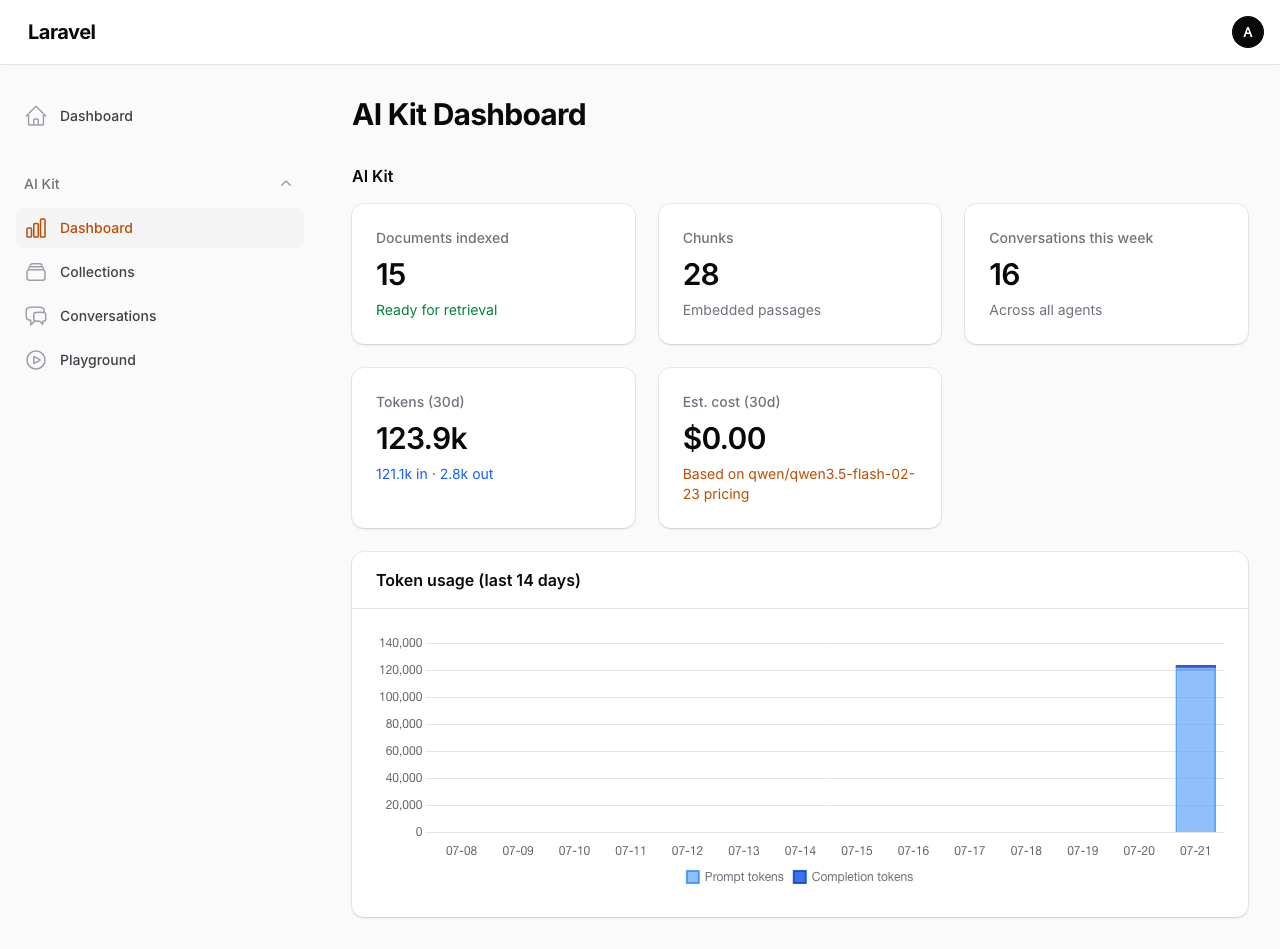 Laravel
A
Dashboard
AI Kit
Dashboard
Collections
Conversations
Playground
AI Kit Dashboard
AI Kit
Documents indexed
15
Ready for retrieval
Chunks
28
Embedded passages
Conversations this week
16
Across all agents
Tokens (30d)
123.9k
121.1k in · 2.8k out
Est. cost (30d)
$0.00
Based on qwen/qwen3.5-flash-02-
23 pricing
Token usage (last 14 days)
140,000
120,000
100,000
80,000
60,000
40,000
20,000
0
07-08 07-09 07-10 07-11 07-12 07-13 07-14 07-15 07-16 07-17 07-18 07-19 07-20 07-21
Prompt tokens Completion tokens